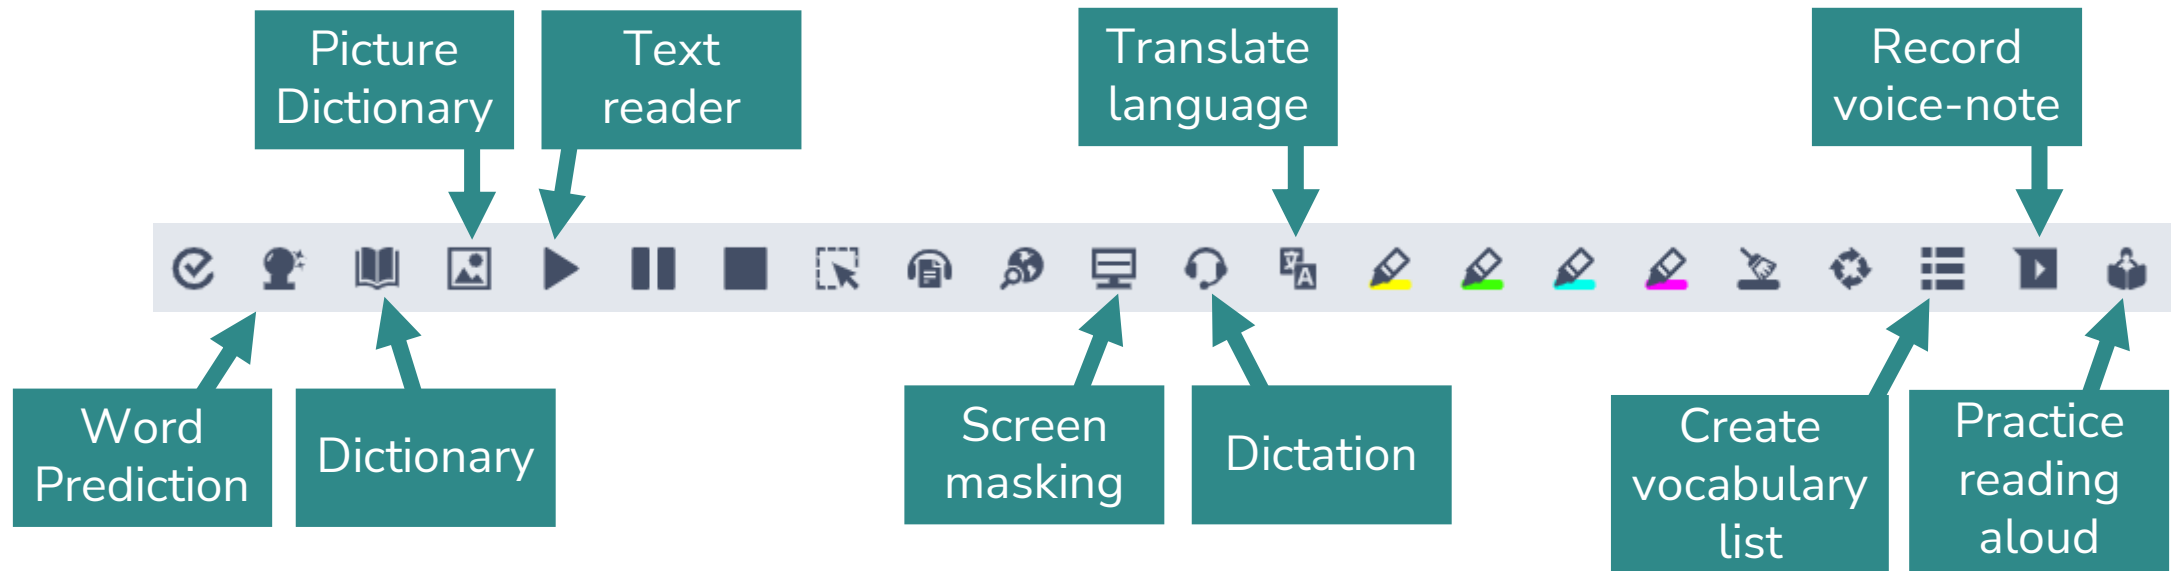 Picture
Dictionary
Text
reader
Translate
language
Record
voice-note
Word
Prediction
Dictionary
Screen
masking
Dictation
Create
vocabulary
list
Practice
reading
aloud